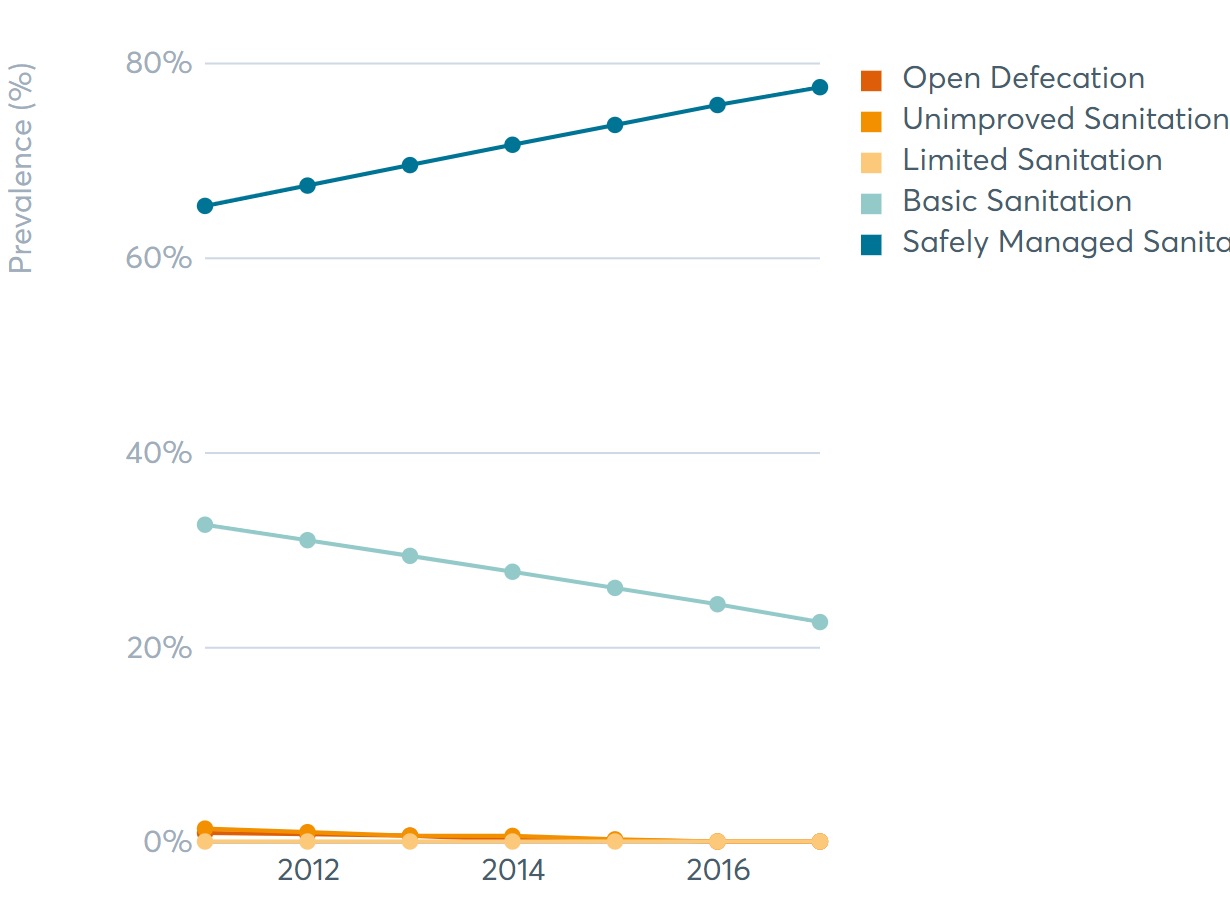 Prevalence (%)
80%
60%
40%
20%
0%
2012
2014
2016
Open Defecation
Unimproved Sanitation
Limited Sanitation
Basic Sanitation
Safely Managed Sanita